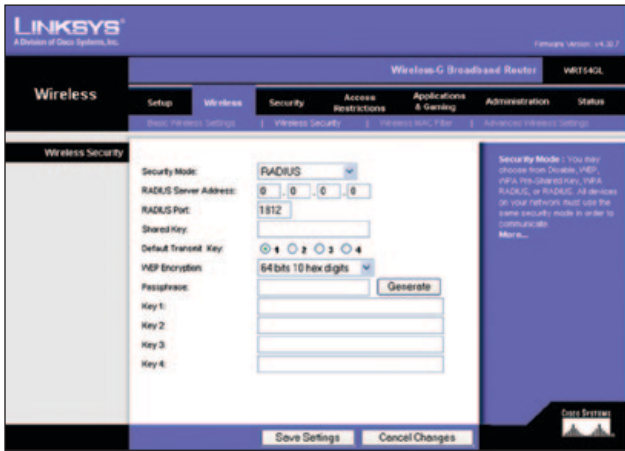 LINKSYS®
A Division of Cisco Systems, Inc.
Firmware Version: v4.30.7
Wireless-G Broadband Router WRT54GL
Wireless
Setup Wireless Security Access Restrictions Applications & Gaming Administration Status
Basic Wireless Settings | Wireless Security | Wireless MAC Filter | Advanced Wireless Settings
Wireless Security
Security Mode: RADIUS
RADIUS Server Address: 0 . 0 . 0 . 0
RADIUS Port: 1812
Shared Key:
Default Transmit Key: 1 2 3 4
WEP Encryption: 64 bits 10 hex digits
Passphrase: Generate
Key 1:
Key 2:
Key 3:
Key 4:
Security Mode : You may
choose from Disable, WEP,
WPA Pre-Shared Key, WPA
RADIUS, or RADIUS. All devices
on your network must use the
same security mode in order to
communicate.
More...
Save Settings Cancel Changes
CISCO SYSTEMS